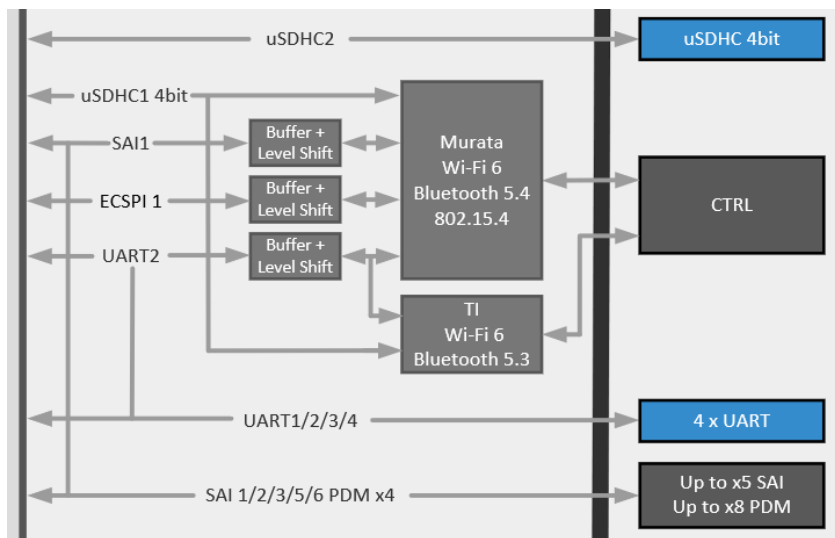 uSDHC2
uSDHC 4bit
uSDHC1 4bit
SAI1
Buffer +
Level Shift
ECSPI 1
Buffer +
Level Shift
UART2
Buffer +
Level Shift
Murata
Wi-Fi 6
Bluetooth 5.4
802.15.4
CTRL
TI
Wi-Fi 6
Bluetooth 5.3
UART1/2/3/4
4 x UART
SAI 1/2/3/5/6 PDM x4
Up to x5 SAI
Up to x8 PDM